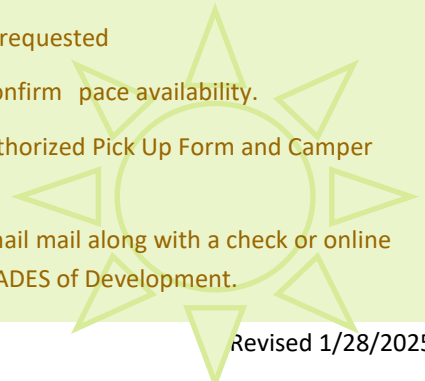 requested
onfirm pace availability.
thorized Pick Up Form and Camper
nail mail along with a check or online
ADES of Development.
Revised 1/28/2025